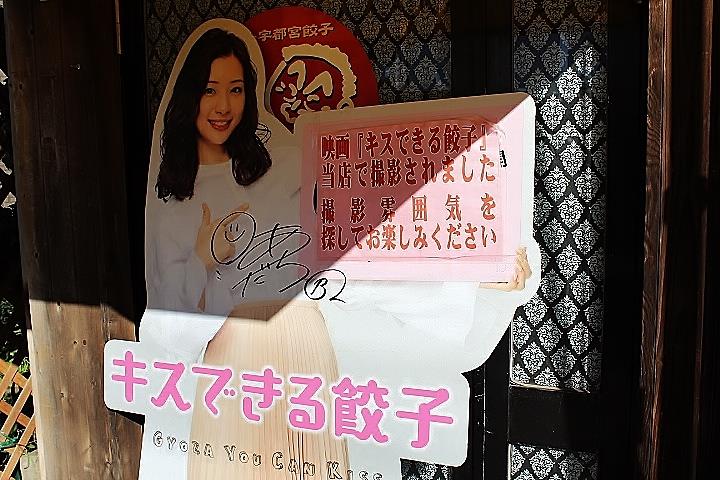 宇都宮餃子
映画『キスできる餃子』
当店で撮影されました
撮影雰囲気を
探してお楽しみください
キスできる餃子
GYOZA YOU CAN KISS